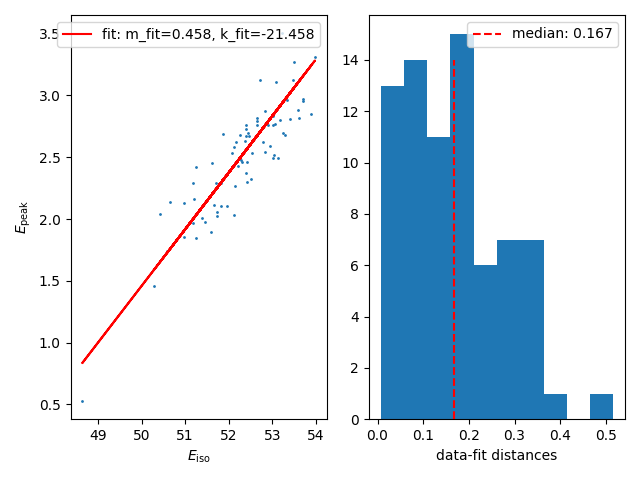 fit: m_fit=0.458, k_fit=-21.458
median: 0.167
3.5
3.0
2.5
2.0
1.5
1.0
0.5
E_peak
49 50 51 52 53 54
E_iso
14
12
10
8
6
4
2
0
0.0 0.1 0.2 0.3 0.4 0.5
data-fit distances